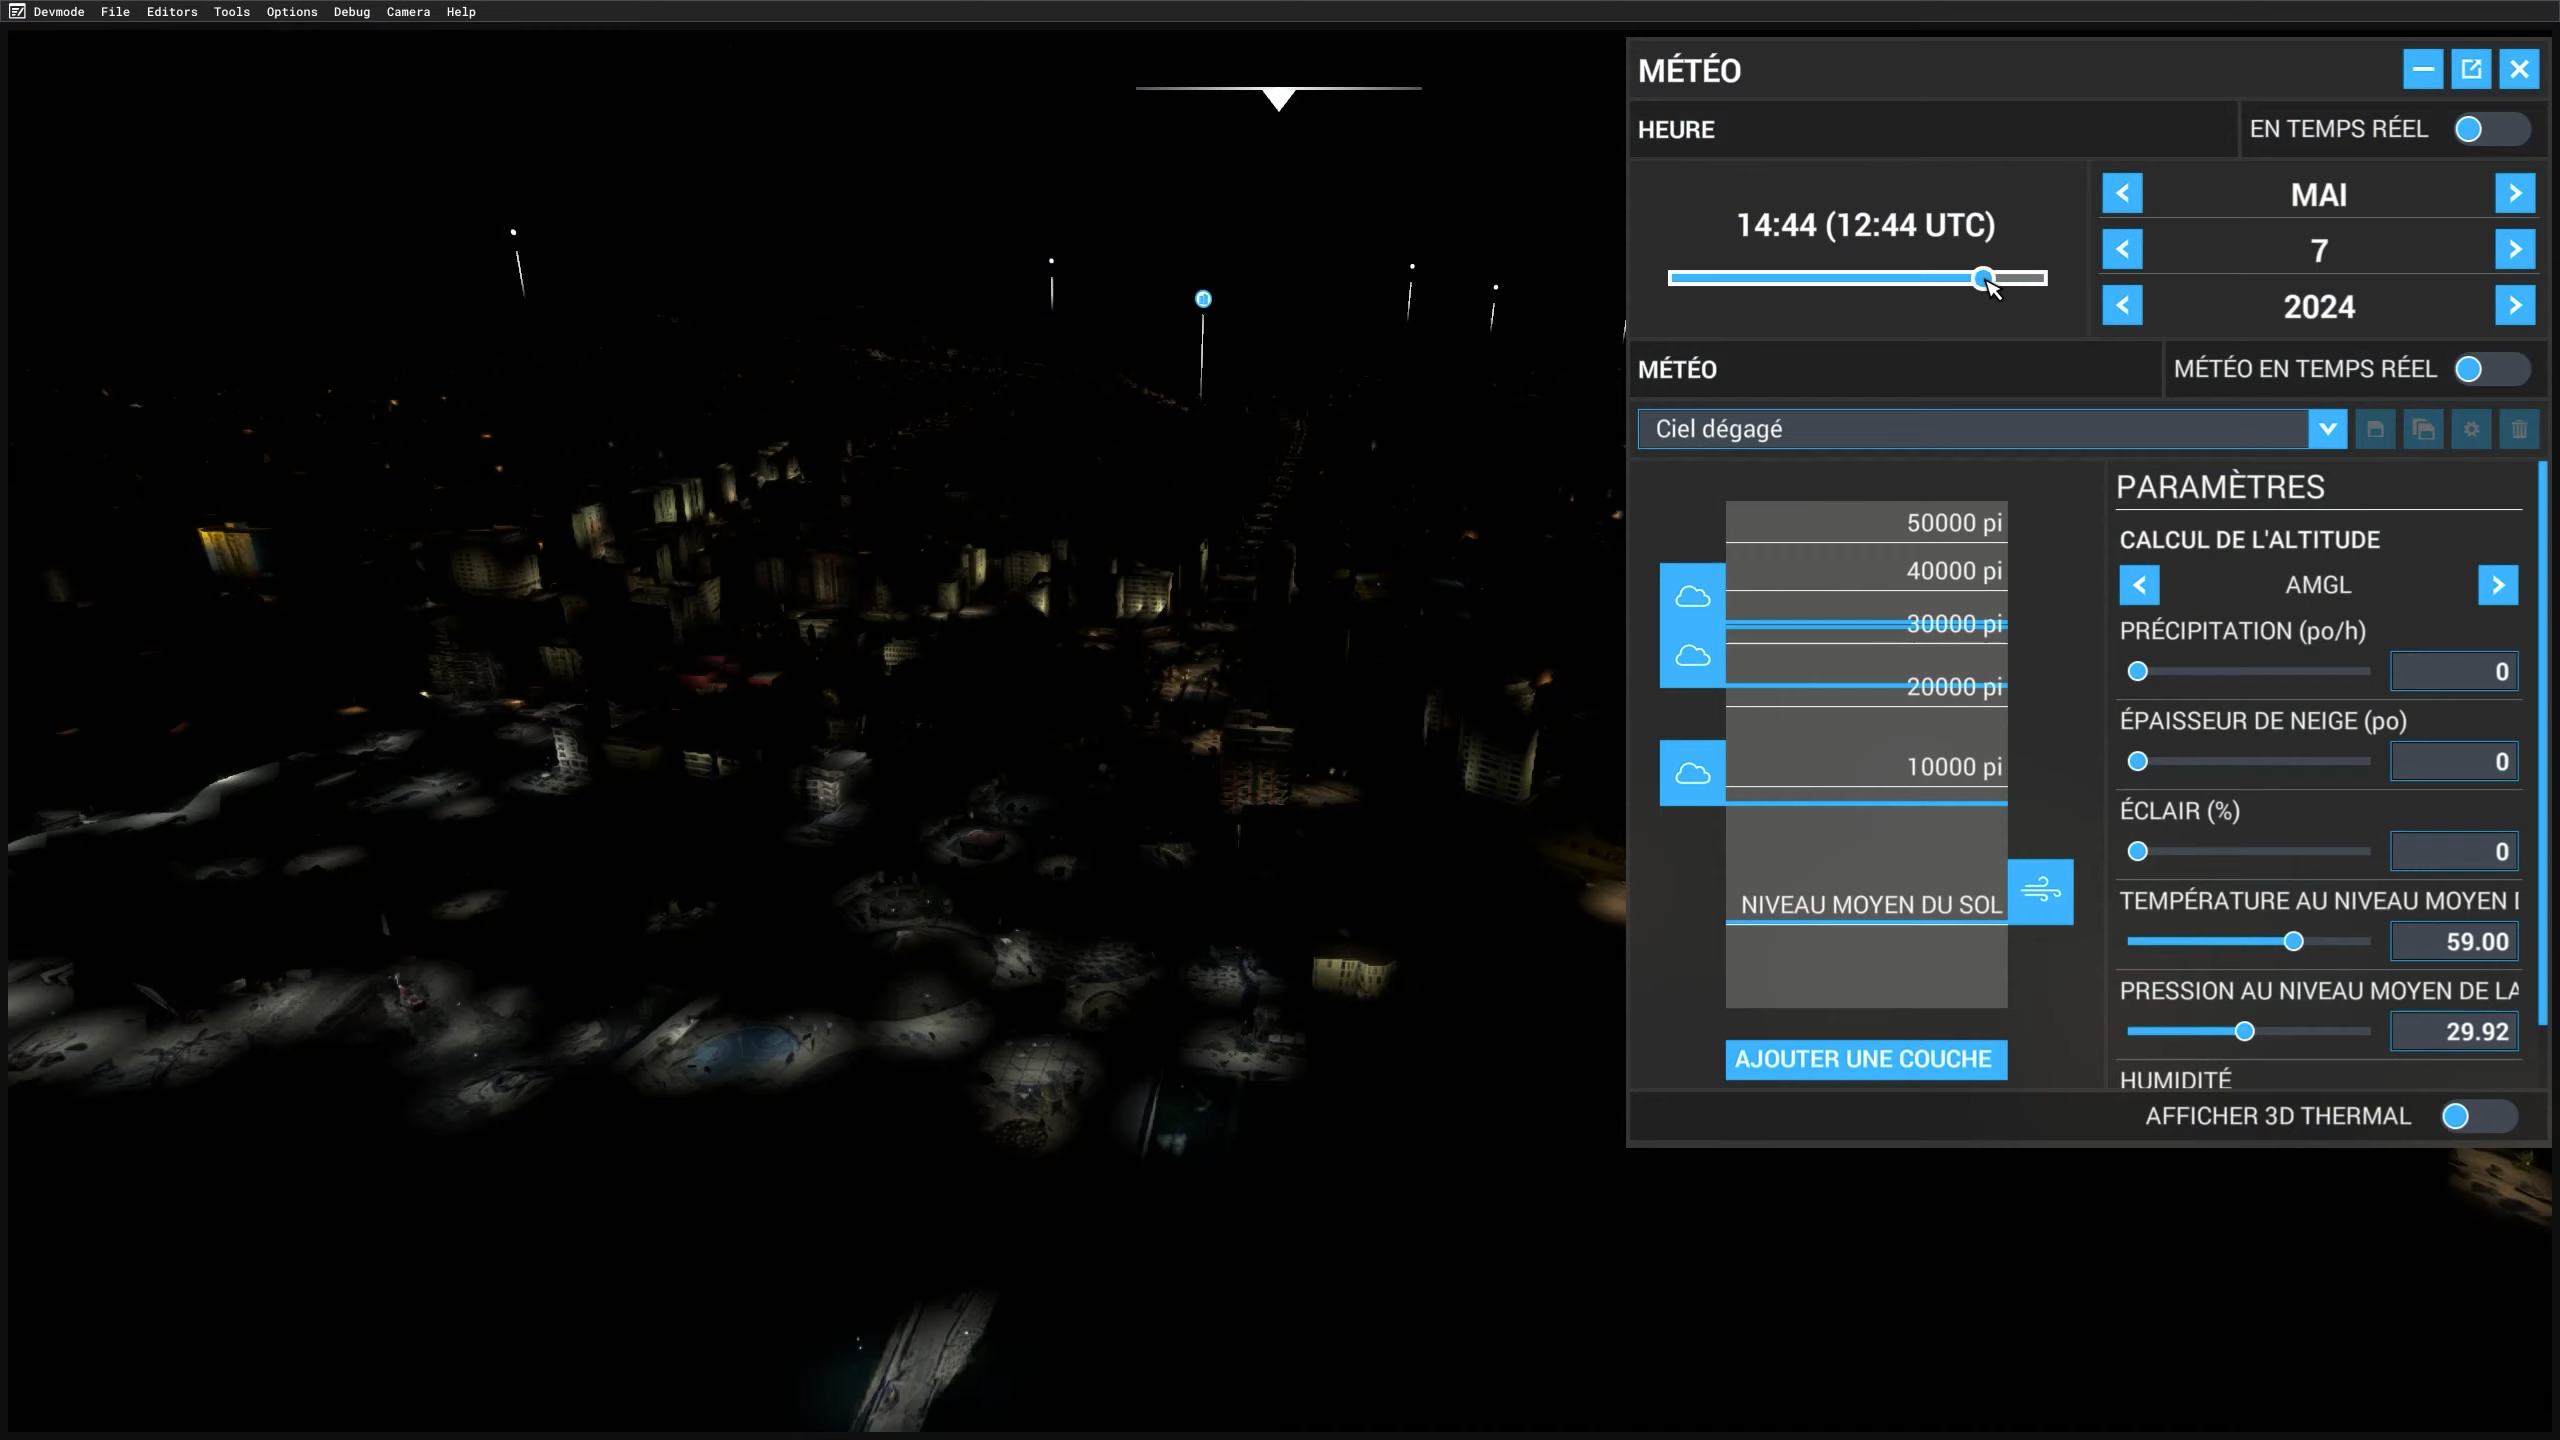 Devmode File Editors Tools Options Debug Camera Help
MÉTÉO
HEURE
EN TEMPS RÉEL
14:44 (12:44 UTC)
MAI
7
2024
MÉTÉO
MÉTÉO EN TEMPS RÉEL
Ciel dégagé
50000 pi
40000 pi
30000 pi
20000 pi
10000 pi
NIVEAU MOYEN DU SOL
AJOUTER UNE COUCHE
PARAMÈTRES
CALCUL DE L'ALTITUDE
AMGL
PRÉCIPITATION (po/h)
0
ÉPAISSEUR DE NEIGE (po)
0
ÉCLAIR (%)
0
TEMPÉRATURE AU NIVEAU MOYEN
59.00
PRESSION AU NIVEAU MOYEN DE LA
29.92
HUMIDITÉ
AFFICHER 3D THERMAL